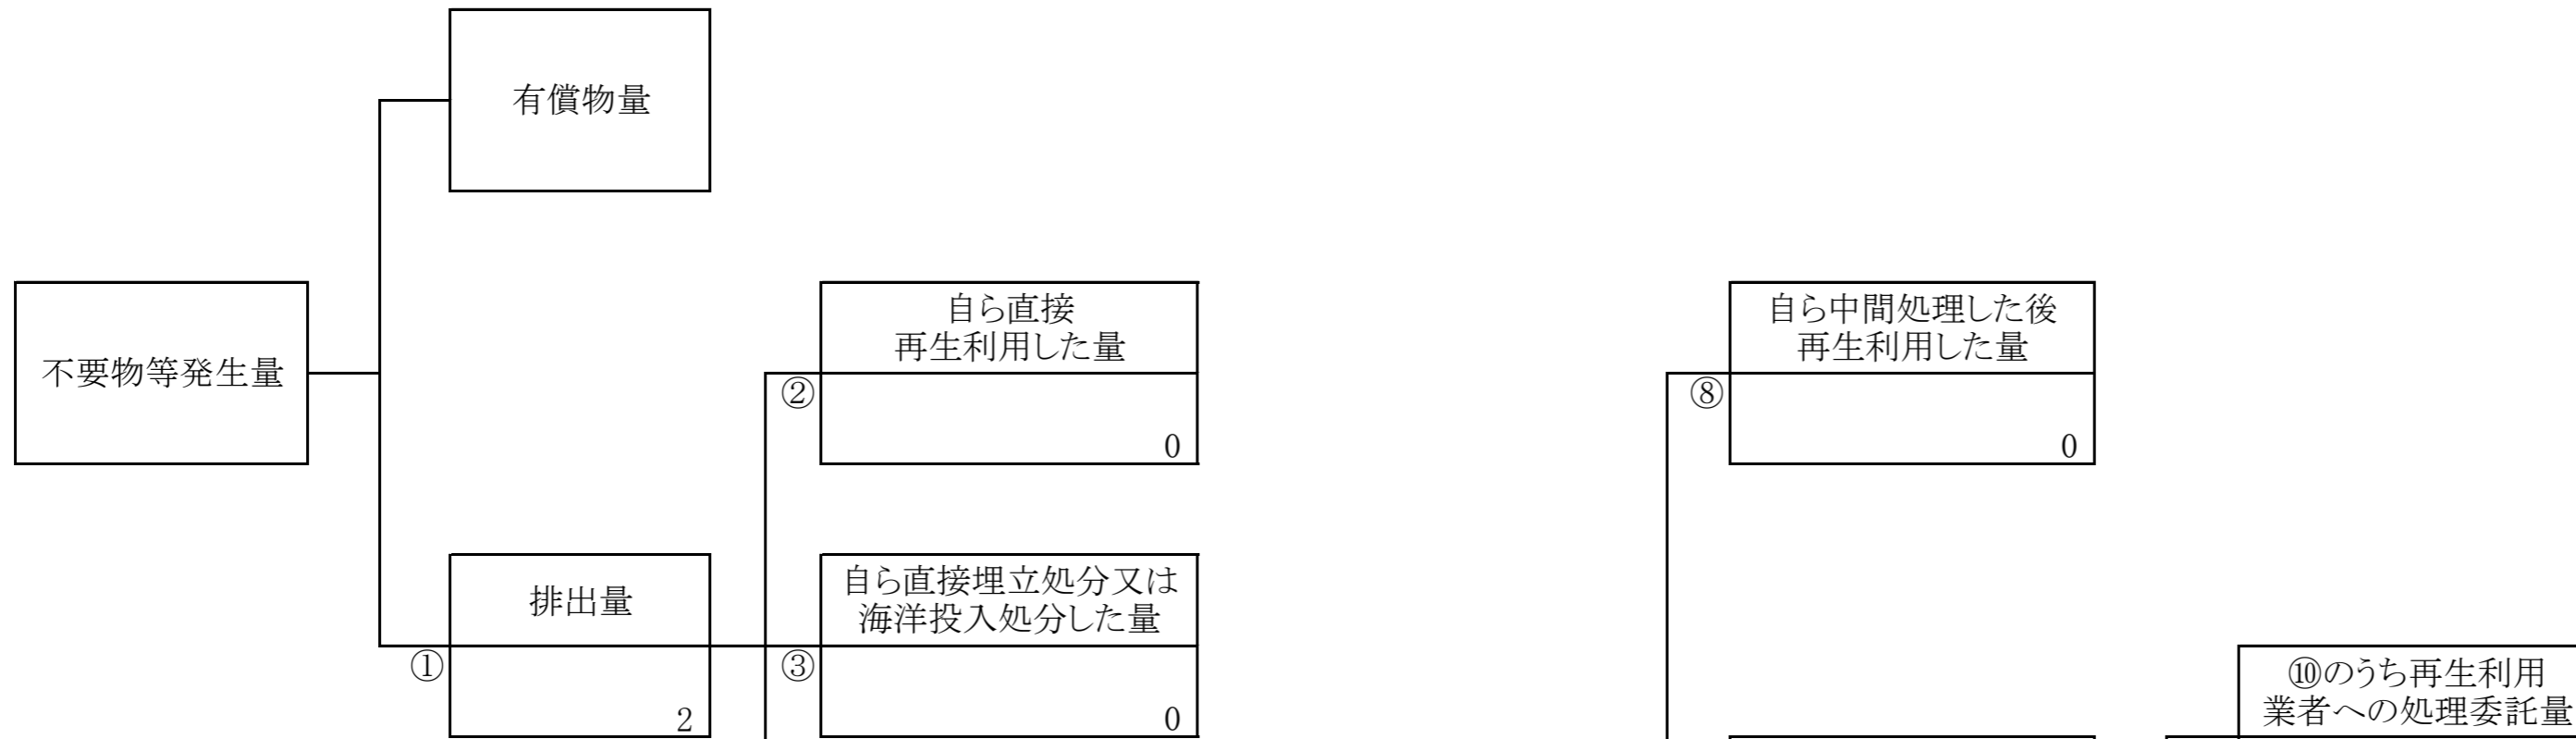 有償物量
不要物等発生量
自ら直接
再生利用した量
②
0
自ら中間処理した後
再生利用した量
⑧
0
排出量
①
2
自ら直接埋立処分又は
海洋投入処分した量
③
0
⑩のうち再生利用
業者への処理委託量